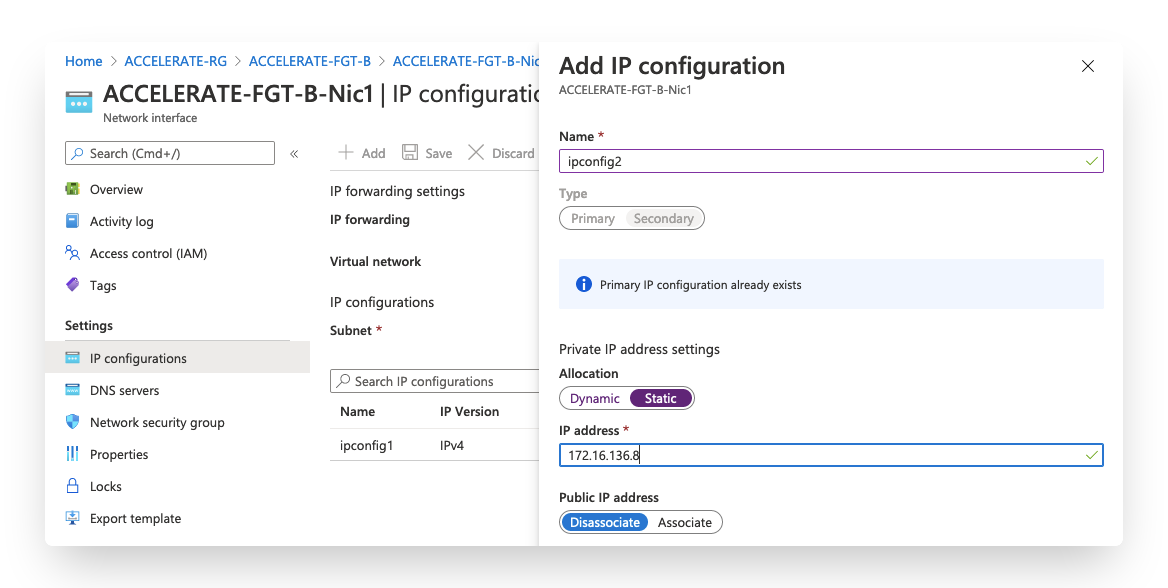 Home > ACCELERATE-RG > ACCELERATE-FGT-B > ACCELERATE-FGT-B-Nic
ACCELERATE-FGT-B-Nic1 | IP configuratio
Network interface
Search (Cmd+/)
«
Overview
Activity log
Access control (IAM)
Tags
Settings
IP configurations
DNS servers
Network security group
Properties
Locks
Export template
Add Save Discard
IP forwarding settings
IP forwarding
Virtual network
IP configurations
Subnet *
Search IP configurations
Name IP Version
ipconfig1 IPv4
Add IP configuration
ACCELERATE-FGT-B-Nic1
Name *
ipconfig2
Type
Primary Secondary
Primary IP configuration already exists
Private IP address settings
Allocation
Dynamic Static
IP address *
172.16.136.8
Public IP address
Disassociate Associate